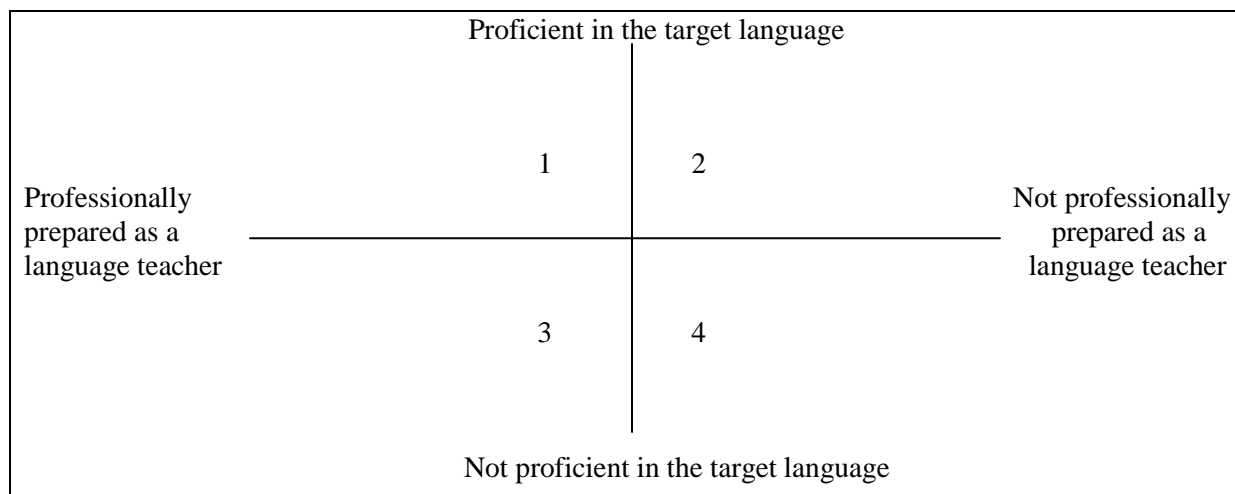 Proficient in the target language
1
2
Professionally
prepared as a
language teacher
Not professionally
prepared as a
language teacher
3
4
Not proficient in the target language